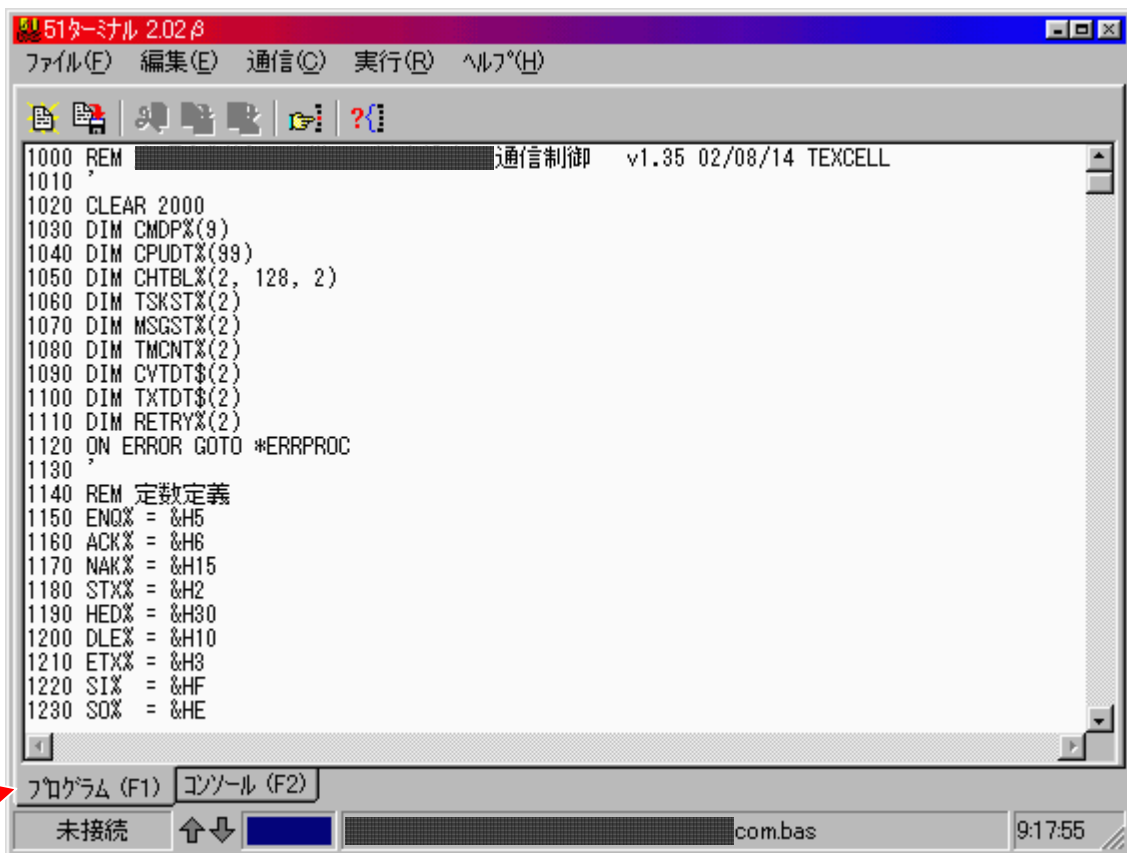 51ターミナル 2.02β
ファイル(F) 編集(E) 通信(C) 実行(R) ヘルプ(H)
1000 REM 通信制御 v1.35 02/08/14 TEXCELL
1010 '
1020 CLEAR 2000
1030 DIM CMDP%(9)
1040 DIM CPUDT%(99)
1050 DIM CHTBL%(2, 128, 2)
1060 DIM TSKST%(2)
1070 DIM MSGST%(2)
1080 DIM TMCNT%(2)
1090 DIM CVTDT$(2)
1100 DIM TXTDT$(2)
1110 DIM RETRY%(2)
1120 ON ERROR GOTO *ERRPROC
1130 '
1140 REM 定数定義
1150 ENQ% = &H5
1160 ACK% = &H6
1170 NAK% = &H15
1180 STX% = &H2
1190 HED% = &H30
1200 DLE% = &H10
1210 ETX% = &H3
1220 SI% = &HF
1230 SO% = &HE
プログラム (F1) コンソール (F2)
未接続 com.bas 9:17:55